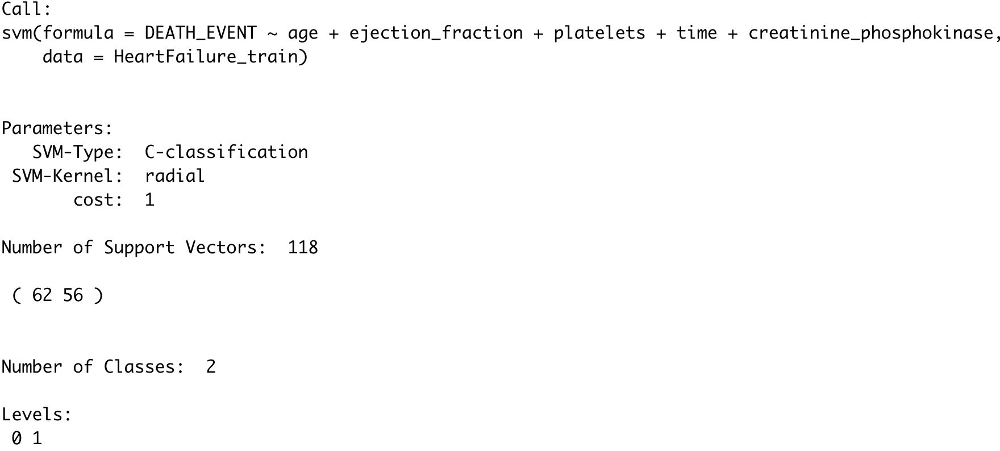 Call:
svm(formula = DEATH_EVENT ~ age + ejection_fraction + platelets + time + creatinine_phosphokinase,
    data = HeartFailure_train)
Parameters:
   SVM-Type:  C-classification
 SVM-Kernel:  radial
       cost:  1
Number of Support Vectors:  118
 ( 62 56 )
Number of Classes:  2
Levels:
 0 1